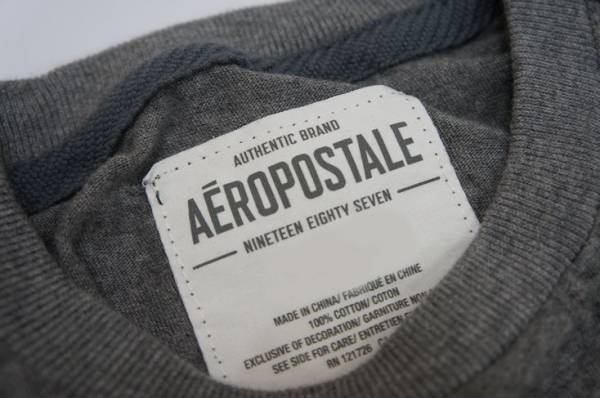 AUTHENTIC BRAND
AÉROPOSTALE
NINETEEN EIGHTY SEVEN
MADE IN CHINA/ FABRIQUÉ EN CHINE
100% COTTON/ COTON
EXCLUSIVE OF DECORATION/ GARNITURE
SEE SIDE FOR CARE/ ENTRETIEN
RN 121726